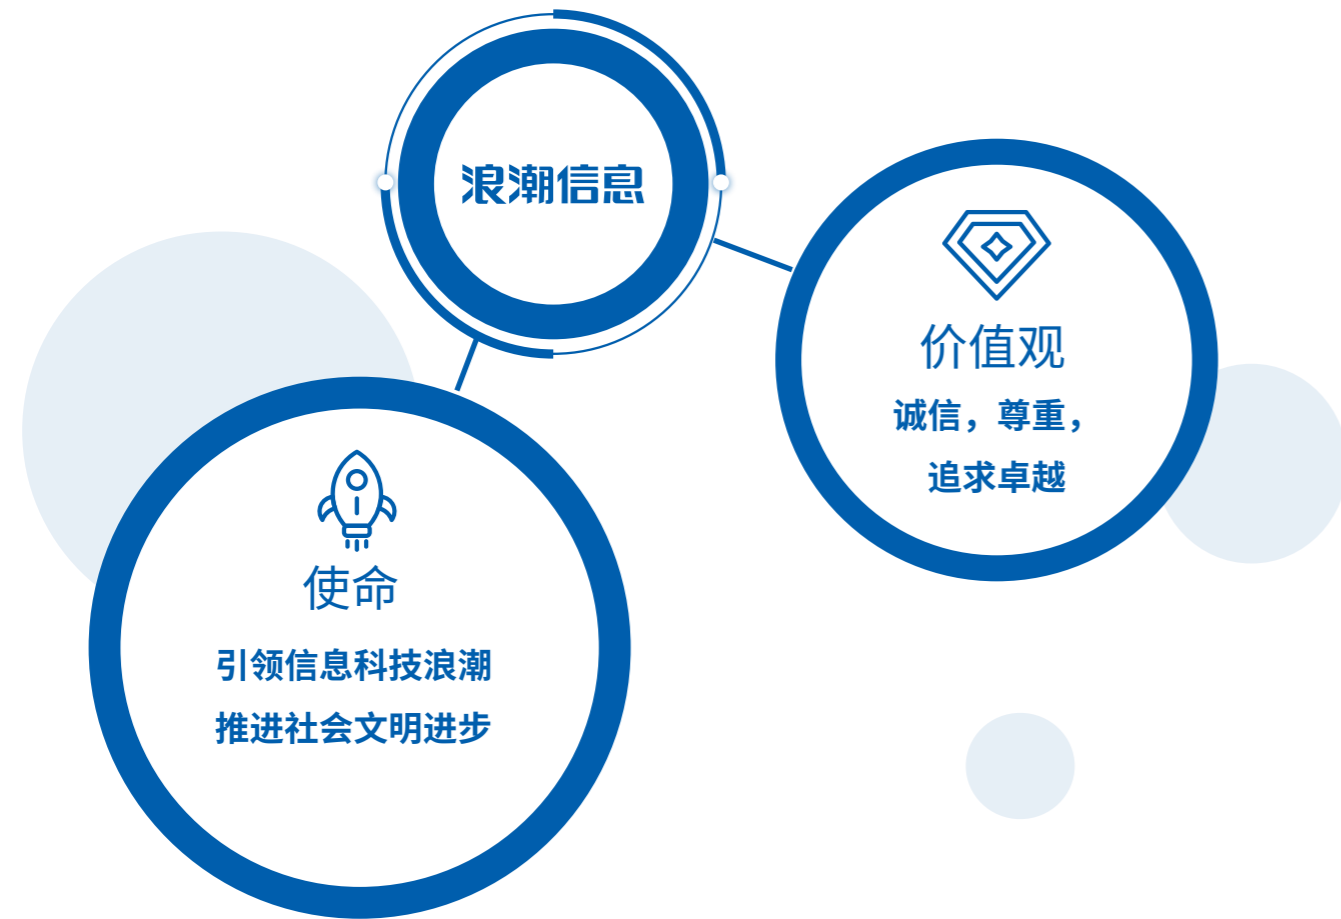 浪潮信息
价值观
诚信，尊重，
追求卓越
使命
引领信息科技浪潮
推进社会文明进步